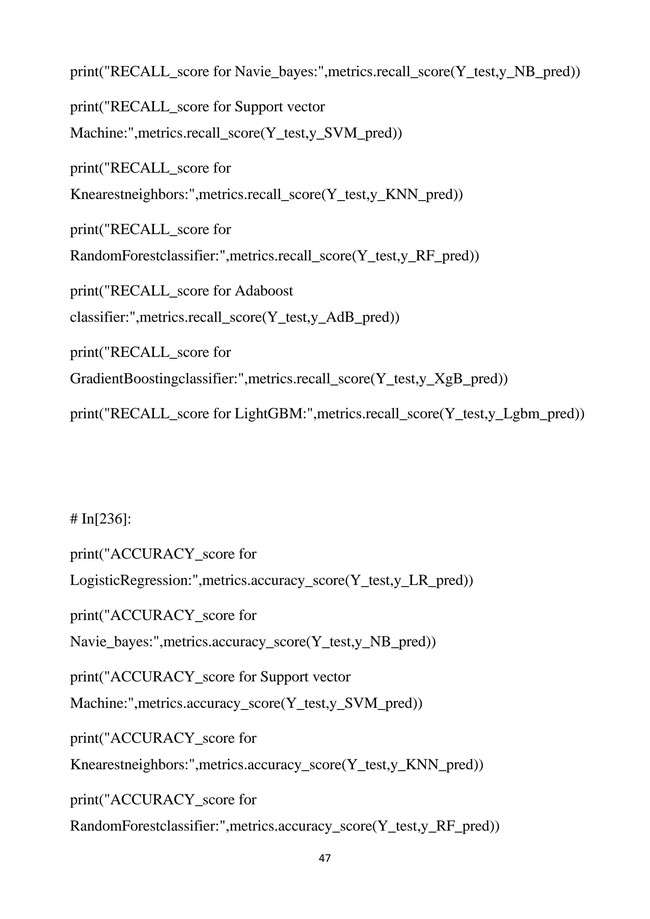 print("RECALL_score for Navie_bayes:",metrics.recall_score(Y_test,y_NB_pred))
print("RECALL_score for Support vector
Machine:",metrics.recall_score(Y_test,y_SVM_pred))
print("RECALL_score for
Knearestneighbors:",metrics.recall_score(Y_test,y_KNN_pred))
print("RECALL_score for
RandomForestclassifier:",metrics.recall_score(Y_test,y_RF_pred))
print("RECALL_score for Adaboost
classifier:",metrics.recall_score(Y_test,y_AdB_pred))
print("RECALL_score for
GradientBoostingclassifier:",metrics.recall_score(Y_test,y_XgB_pred))
print("RECALL_score for LightGBM:",metrics.recall_score(Y_test,y_Lgbm_pred))
# In[236]:
print("ACCURACY_score for
LogisticRegression:",metrics.accuracy_score(Y_test,y_LR_pred))
print("ACCURACY_score for
Navie_bayes:",metrics.accuracy_score(Y_test,y_NB_pred))
print("ACCURACY_score for Support vector
Machine:",metrics.accuracy_score(Y_test,y_SVM_pred))
print("ACCURACY_score for
Knearestneighbors:",metrics.accuracy_score(Y_test,y_KNN_pred))
print("ACCURACY_score for
RandomForestclassifier:",metrics.accuracy_score(Y_test,y_RF_pred))
47